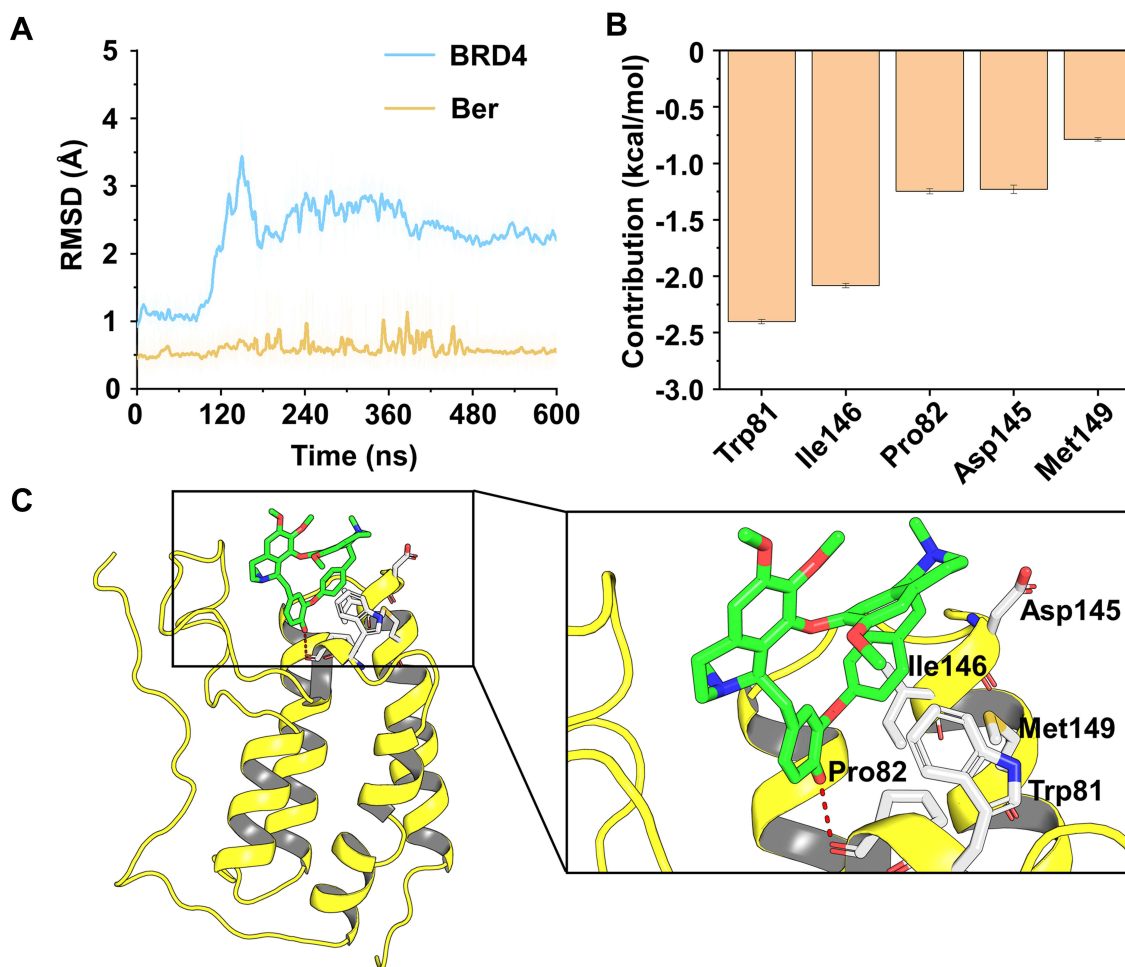 A
BRD4
Ber
RMSD (Å)
5
4
3
2
1
0
0 120 240 360 480 600
Time (ns)
B
Contribution (kcal/mol)
0
-0.5
-1.0
-1.5
-2.0
-2.5
-3.0
Trp81 Ile146 Pro82 Asp145 Met149
C
Asp145
Ile146
Met149
Pro82
Trp81